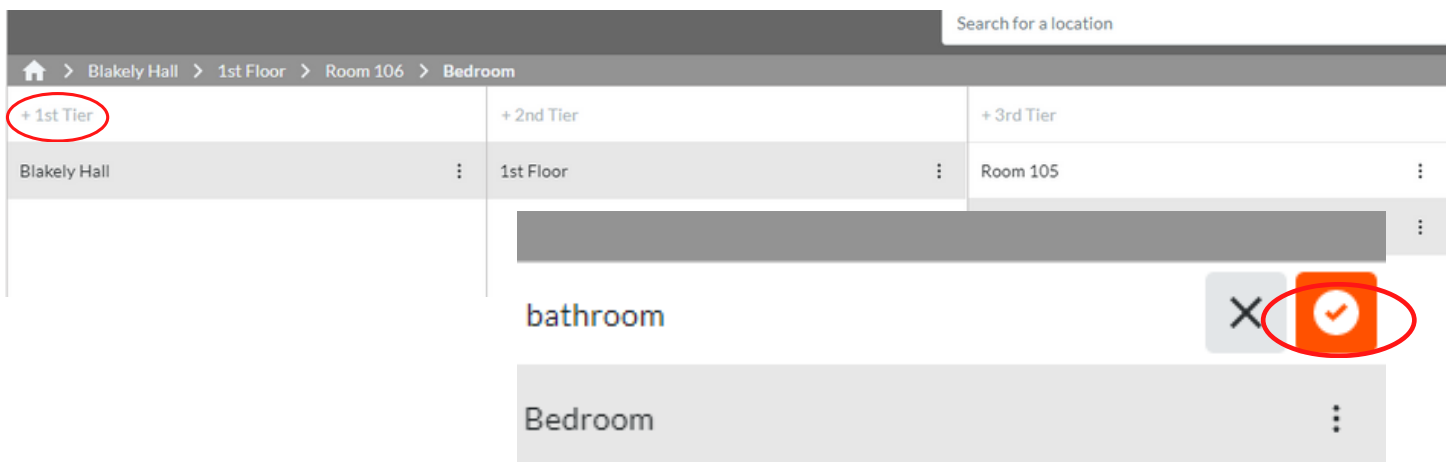 Search for a location
Blakely Hall > 1st Floor > Room 106 > Bedroom
+ 1st Tier
+ 2nd Tier
+ 3rd Tier
Blakely Hall
1st Floor
Room 105
bathroom
Bedroom